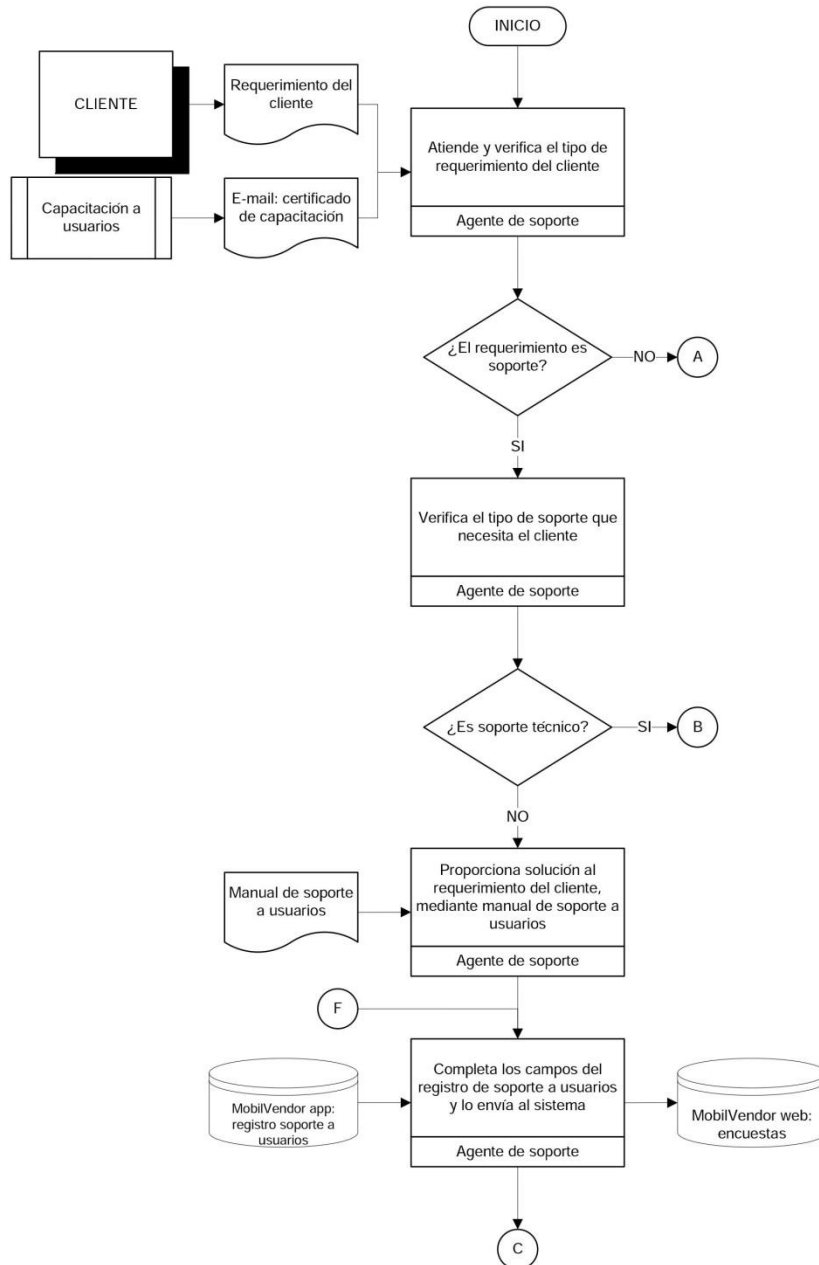 INICIO
CLIENTE
Requerimiento del
cliente
Atiende y verifica el tipo de
requerimiento del cliente
Agente de soporte
Capacitación a
usuarios
E-mail: certificado
de capacitación
¿El requerimiento es
soporte?
NO
A
SI
Verifica el tipo de soporte que
necesita el cliente
Agente de soporte
¿Es soporte técnico?
SI
B
NO
Manual de soporte
a usuarios
Proporciona solución al
requerimiento del cliente,
mediante manual de soporte a
usuarios
Agente de soporte
F
MobilVendor app:
registro soporte a
usuarios
Completa los campos del
registro de soporte a usuarios
y lo envía al sistema
Agente de soporte
MobilVendor web:
encuestas
C